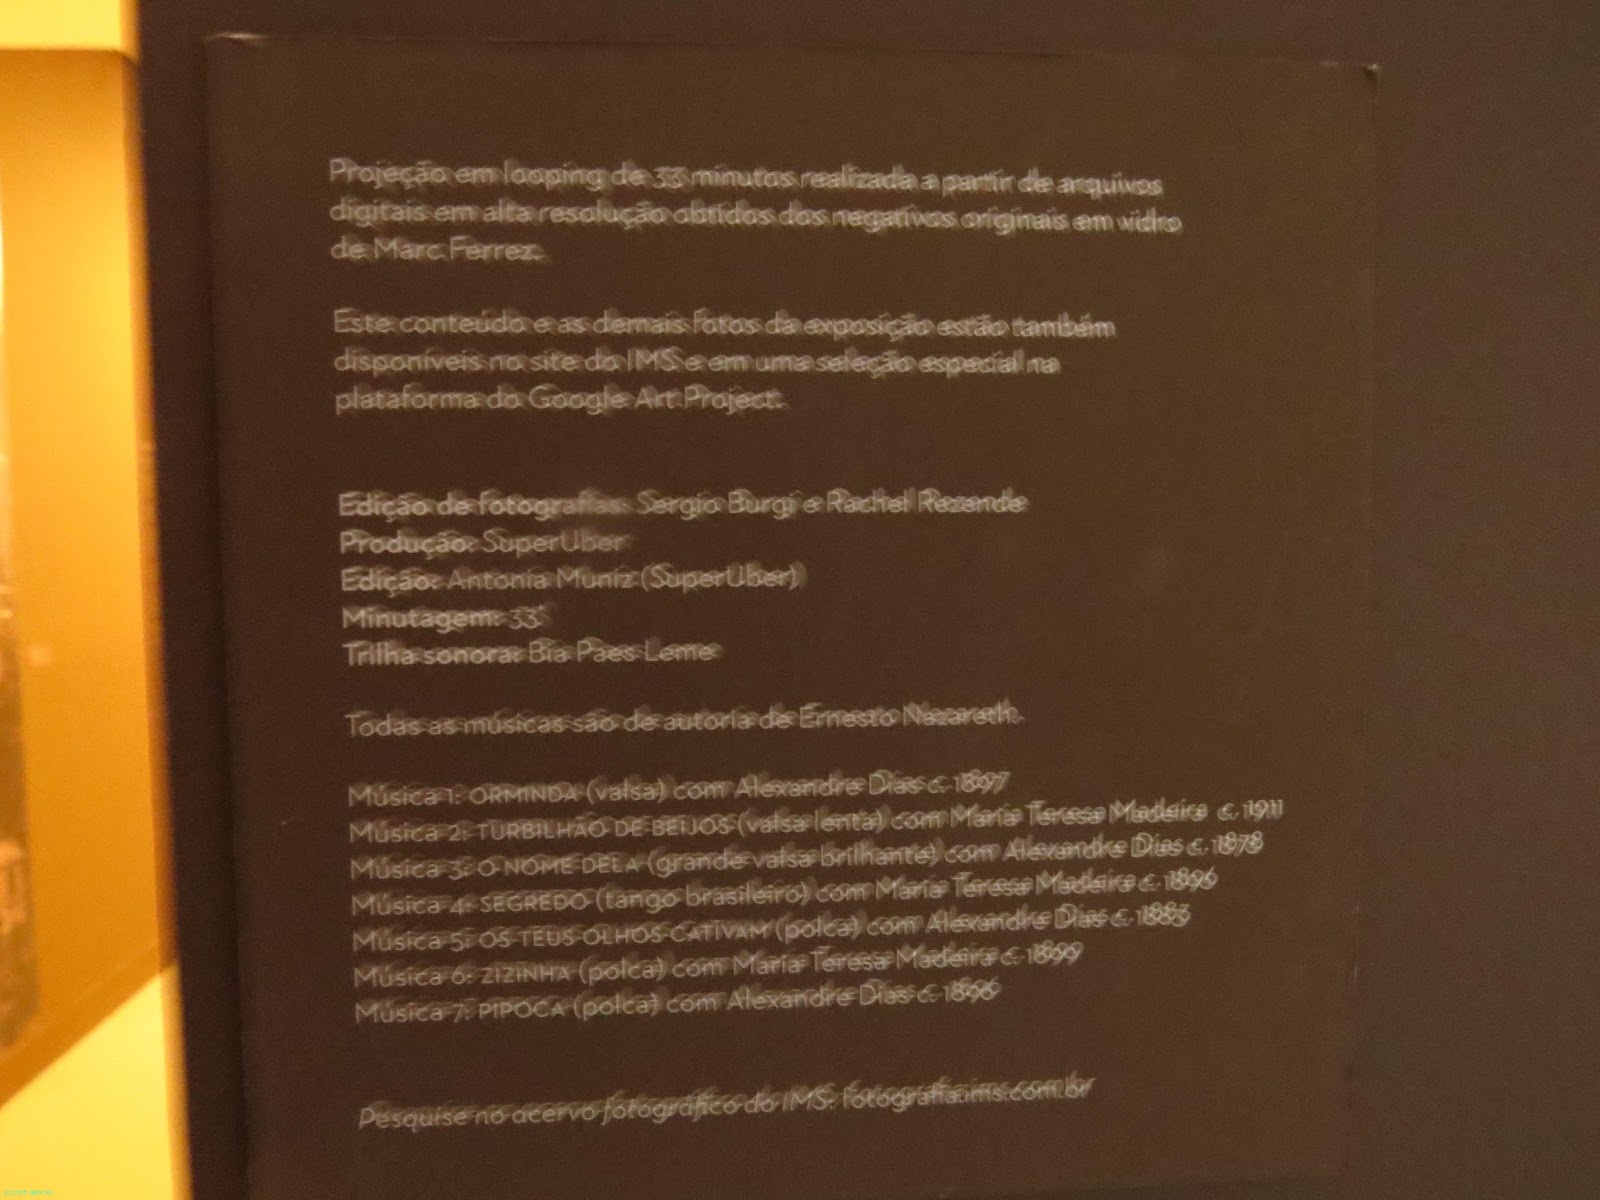 Projeção em looping de 33 minutos realizada a partir de arquivos
digitais em alta resolução obtidos dos negativos originais em vidro
de Marc Ferrez.
Este conteúdo e as demais fotos da exposição estão também
disponíveis no site do IMS e em uma seleção especial na
plataforma do Google Art Project.
Edição de fotografias: Sergio Burgi e Rachel Rezende
Produção: SuperUber
Edição: Antonia Muniz (SuperUber)
Minutagem: 33'
Trilha sonora: Bia Paes Leme
Todas as músicas são de autoria de Ernesto Nazareth.
Música 1: ORMINDA (valsa) com Alexandre Dias c. 1897
Música 2: TURBILHÃO DE BEIJOS (valsa lenta) com Maria Teresa Madeira c. 1911
Música 3: O NOME DELA (grande valsa brilhante) com Alexandre Dias c. 1878
Música 4: SEGREDO (tango brasileiro) com Maria Teresa Madeira c. 1896
Música 5: OS TEUS OLHOS CATIVAM (polca) com Alexandre Dias c. 1883
Música 6: ZIZINHA (polca) com Maria Teresa Madeira c. 1899
Música 7: PIPOCA (polca) com Alexandre Dias c. 1896
Pesquise no acervo fotográfico do IMS: fotografia.ims.com.br